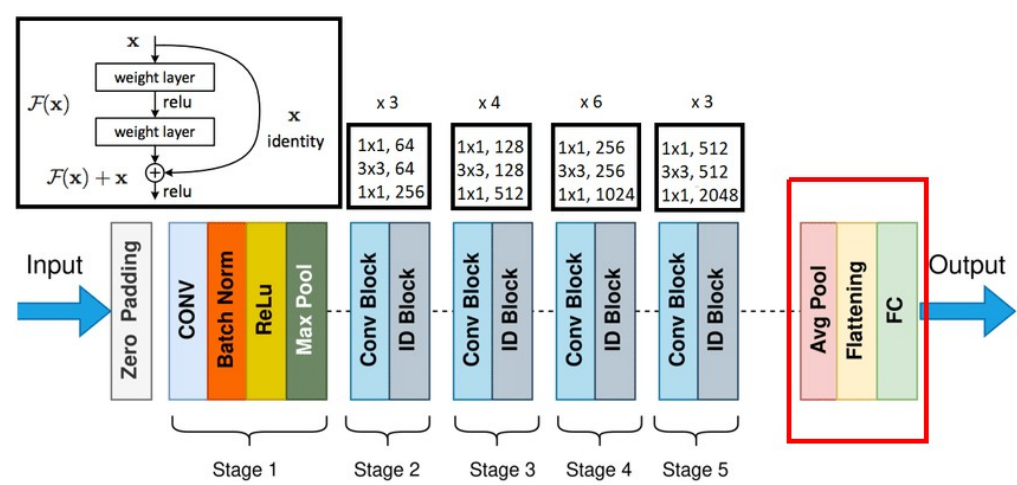 x
weight layer
F(x)
relu
weight layer
x
identity
F(x) + x
relu
x 3
x 4
x 6
x 3
1x1, 64
3x3, 64
1x1, 256
1x1, 128
3x3, 128
1x1, 512
1x1, 256
3x3, 256
1x1, 1024
1x1, 512
3x3, 512
1x1, 2048
Input
Zero Padding
CONV
Batch Norm
ReLu
Max Pool
Conv Block
ID Block
Conv Block
ID Block
Conv Block
ID Block
Conv Block
ID Block
Avg Pool
Flattening
FC
Output
Stage 1
Stage 2
Stage 3
Stage 4
Stage 5